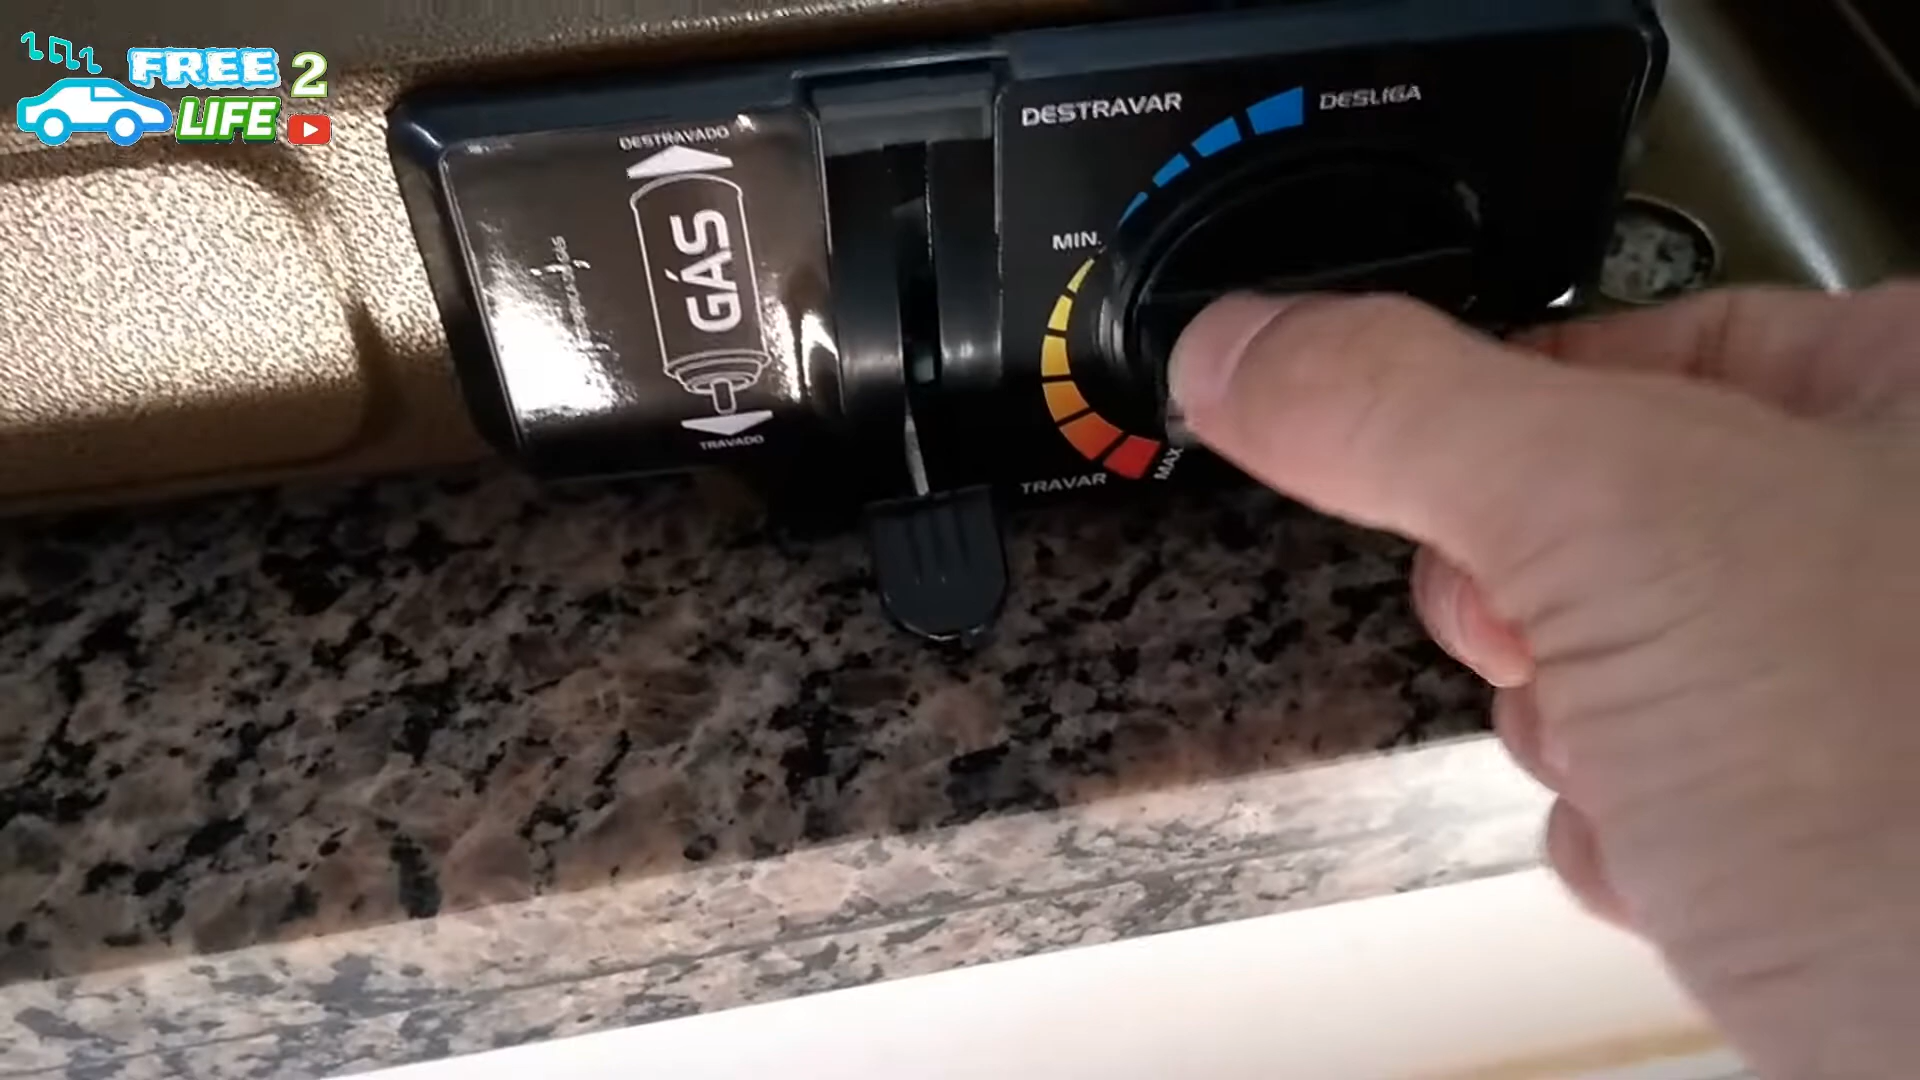 FREE 2
LIFE
DESTRAVADO
GÁS
TRAVADO
DESTRAVAR
DESLIGA
MIN.
MAX
TRAVAR